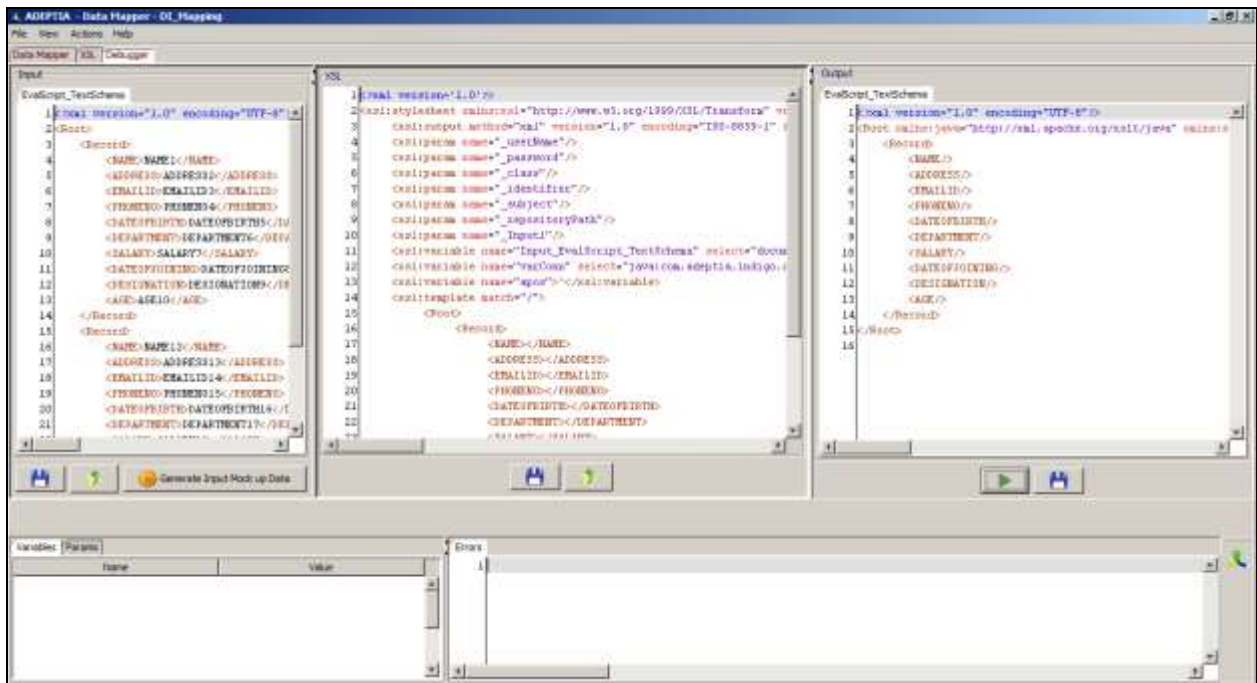 ADEPTIA - Data Mapper - DI_Mapping
File View Actions Help
Data Mapper XSL Debugger
Input
EvalScript_TextSchema
1 <?xml version="1.0" encoding="UTF-8"
2 <Root>
3 <Record>
4 <NAME>NAME1</NAME>
5 <ADDRESS>ADDRESS2</ADDRESS>
6 <EMAILID>EMAILID3</EMAILID>
7 <PHONENO>PHONENO4</PHONENO>
8 <DATEOFBIRTH>DATEOFBIRTH5</DA
9 <DEPARTMENT>DEPARTMENT6</DEPA
10 <SALARY>SALARY7</SALARY>
11 <DATEOFJOINING>DATEOFJOINING
12 <DESIGNATION>DESIGNATION9</DE
13 <AGE>AGE10</AGE>
14 </Record>
15 <Record>
16 <NAME>NAME12</NAME>
17 <ADDRESS>ADDRESS13</ADDRESS>
18 <EMAILID>EMAILID14</EMAILID>
19 <PHONENO>PHONENO15</PHONENO>
20 <DATEOFBIRTH>DATEOFBIRTH16</D
21 <DEPARTMENT>DEPARTMENT17</DEP
Generate Input Mock up Data
XSL
1 <?xml version='1.0'?>
2 <xsl:stylesheet xmlns:xsl="http://www.w3.org/1999/XSL/Transform"
3 <xsl:output method="xml" version="1.0" encoding="ISO-8859-1"
4 <xsl:param name="_userName"/>
5 <xsl:param name="_password"/>
6 <xsl:param name="_class"/>
7 <xsl:param name="_identifier"/>
8 <xsl:param name="_subject"/>
9 <xsl:param name="_repositoryPath"/>
10 <xsl:param name="_Input1"/>
11 <xsl:variable name="Input_EvalScript_TextSchema" select="docum
12 <xsl:variable name="varConn" select="java:com.adeptia.indigo.
13 <xsl:variable name="apos">'</xsl:variable>
14 <xsl:template match="/">
15 <Root>
16 <Record>
17 <NAME></NAME>
18 <ADDRESS></ADDRESS>
19 <EMAILID></EMAILID>
20 <PHONENO></PHONENO>
21 <DATEOFBIRTH></DATEOFBIRTH>
22 <DEPARTMENT></DEPARTMENT>
Output
EvalScript_TextSchema
1 <?xml version="1.0" encoding="UTF-8"?>
2 <Root xmlns:java="http://xml.apache.org/xslt/java"
3 <Record>
4 <NAME/>
5 <ADDRESS/>
6 <EMAILID/>
7 <PHONENO/>
8 <DATEOFBIRTH/>
9 <DEPARTMENT/>
10 <SALARY/>
11 <DATEOFJOINING/>
12 <DESIGNATION/>
13 <AGE/>
14 </Record>
15 </Root>
16
Variables Params
Name Value
Errors
1